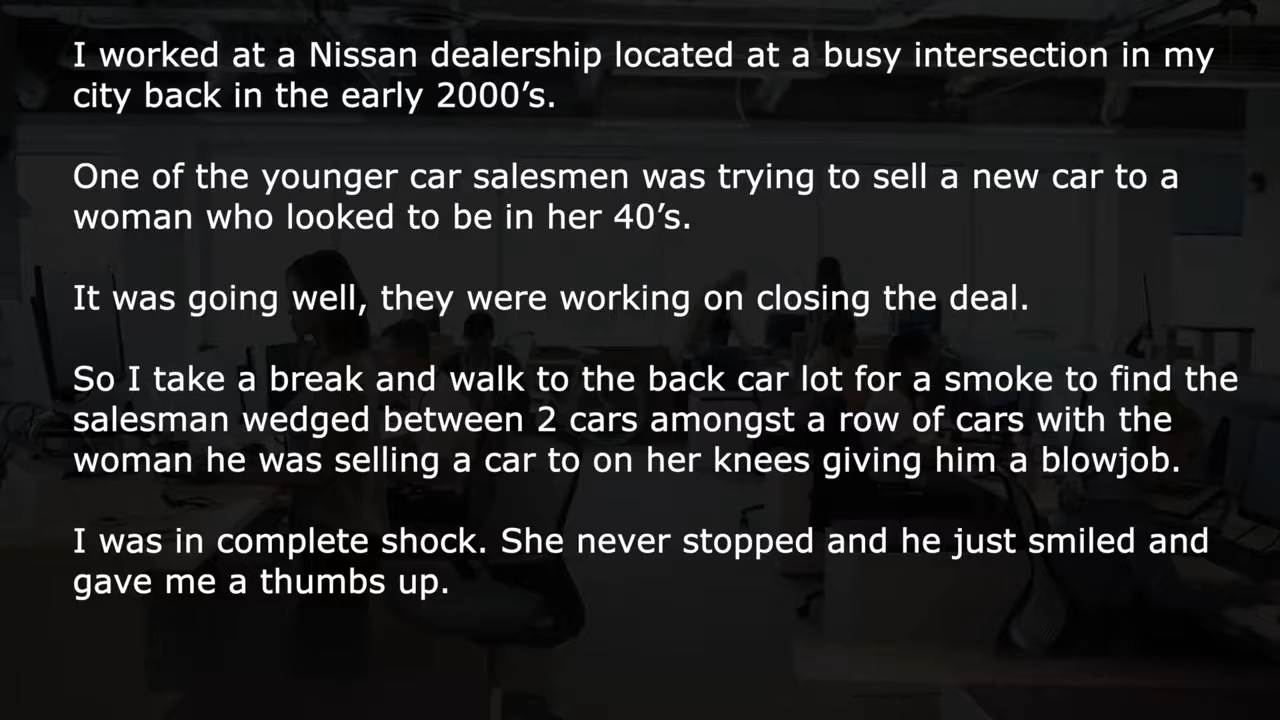 I worked at a Nissan dealership located at a busy intersection in my
city back in the early 2000’s.
One of the younger car salesmen was trying to sell a new car to a
woman who looked to be in her 40’s.
It was going well, they were working on closing the deal.
So I take a break and walk to the back car lot for a smoke to find the
salesman wedged between 2 cars amongst a row of cars with the
woman he was selling a car to on her knees giving him a blowjob.
I was in complete shock. She never stopped and he just smiled and
gave me a thumbs up.